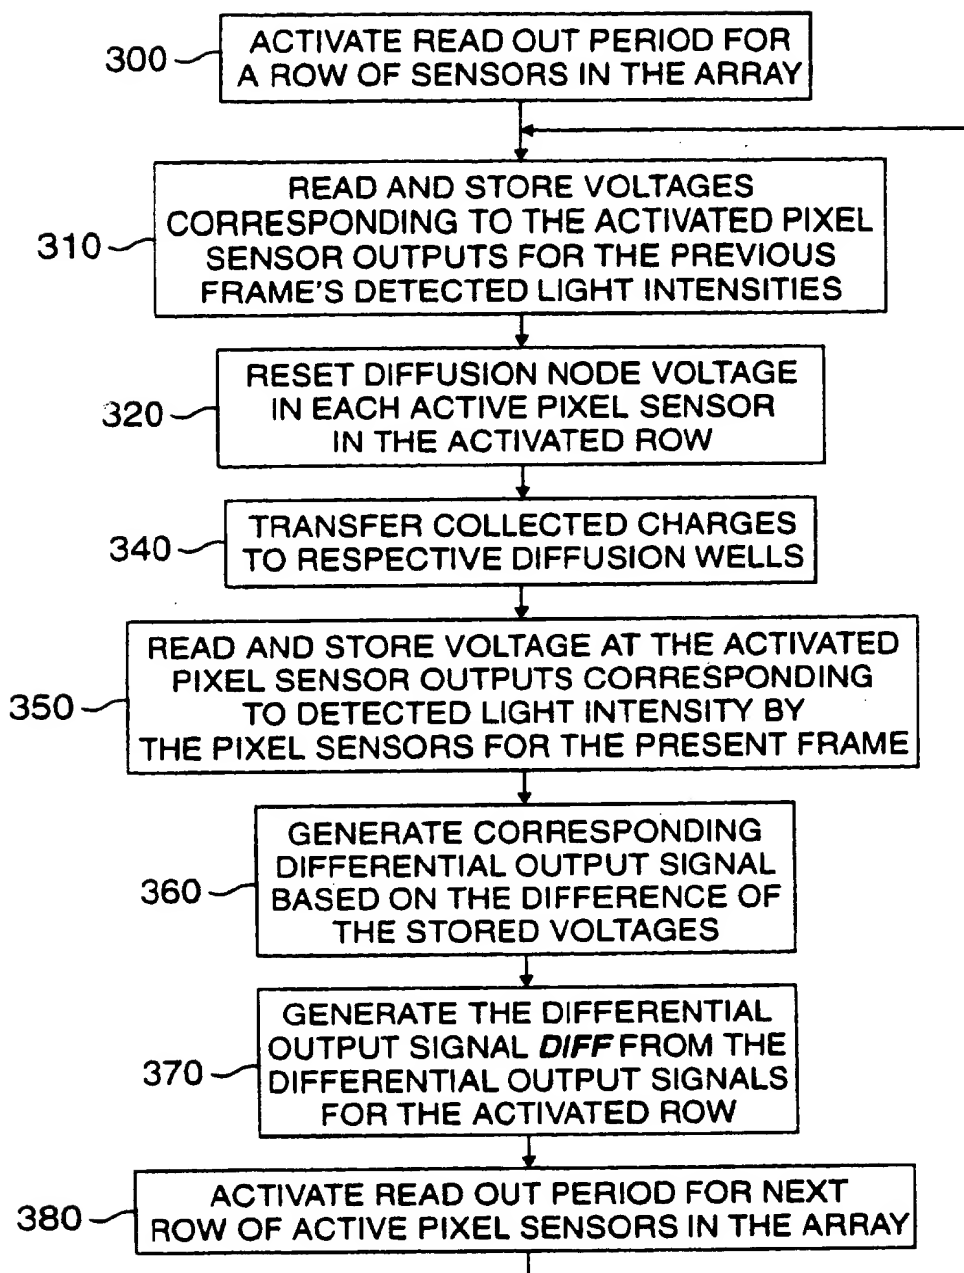 300
ACTIVATE READ OUT PERIOD FOR
A ROW OF SENSORS IN THE ARRAY
310
READ AND STORE VOLTAGES
CORRESPONDING TO THE ACTIVATED PIXEL
SENSOR OUTPUTS FOR THE PREVIOUS
FRAME'S DETECTED LIGHT INTENSITIES
320
RESET DIFFUSION NODE VOLTAGE
IN EACH ACTIVE PIXEL SENSOR
IN THE ACTIVATED ROW
340
TRANSFER COLLECTED CHARGES
TO RESPECTIVE DIFFUSION WELLS
350
READ AND STORE VOLTAGE AT THE ACTIVATED
PIXEL SENSOR OUTPUTS CORRESPONDING
TO DETECTED LIGHT INTENSITY BY
THE PIXEL SENSORS FOR THE PRESENT FRAME
360
GENERATE CORRESPONDING
DIFFERENTIAL OUTPUT SIGNAL
BASED ON THE DIFFERENCE OF
THE STORED VOLTAGES
370
GENERATE THE DIFFERENTIAL
OUTPUT SIGNAL DIFF FROM THE
DIFFERENTIAL OUTPUT SIGNALS
FOR THE ACTIVATED ROW
380
ACTIVATE READ OUT PERIOD FOR NEXT
ROW OF ACTIVE PIXEL SENSORS IN THE ARRAY